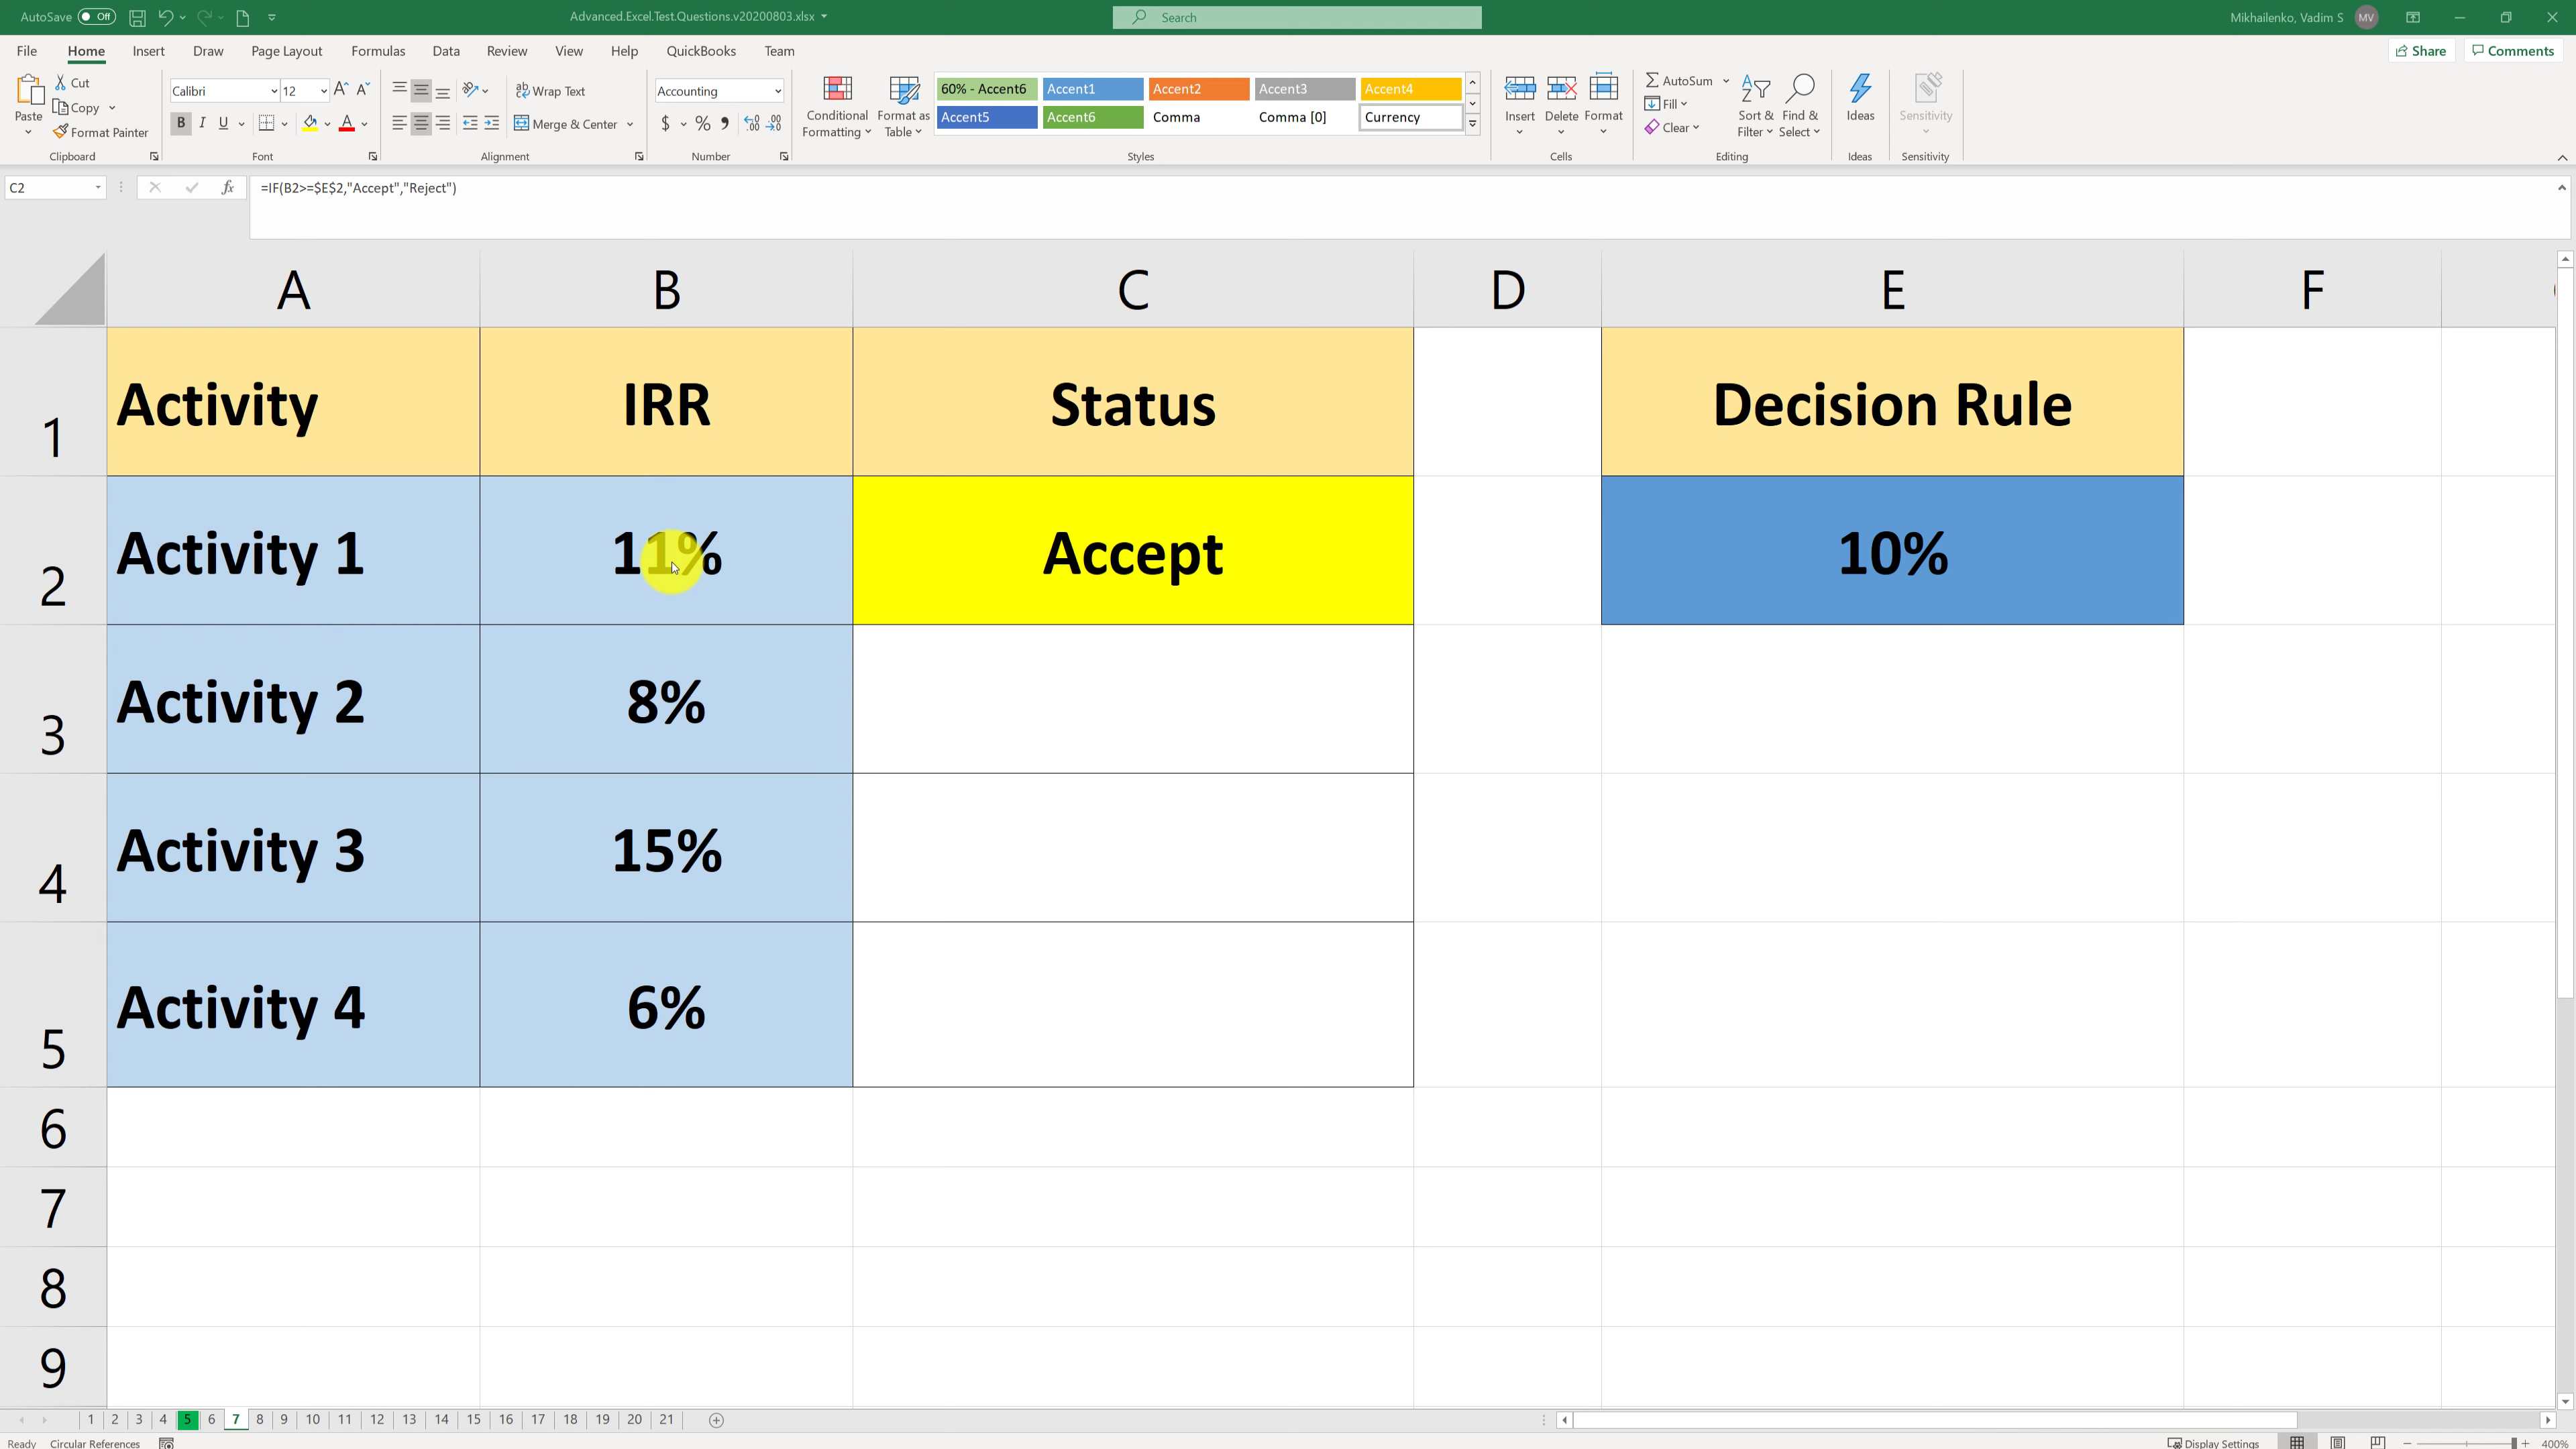 AutoSave Off Advanced.Excel.Test.Questions.v20200803.xlsx Search Mikhailenko, Vadim S MV
File Home Insert Draw Page Layout Formulas Data Review View Help QuickBooks Team Share Comments
Paste Cut Copy Format Painter
Clipboard
Calibri 12
B I U
Font
Wrap Text
Merge & Center
Alignment
Accounting
$ %
Number
Conditional Formatting Format as Table
60% - Accent6 Accent1 Accent2 Accent3 Accent4
Accent5 Accent6 Comma Comma [0] Currency
Styles
Insert Delete Format
Cells
AutoSum
Fill
Clear
Sort & Filter Find & Select
Editing
Ideas
Ideas
Sensitivity
Sensitivity
C2 fx =IF(B2>=$E$2,"Accept","Reject")
A B C D E F
1 Activity IRR Status Decision Rule
2 Activity 1 11% Accept 10%
3 Activity 2 8%
4 Activity 3 15%
5 Activity 4 6%
6
7
8
9
1 2 3 4 5 6 7 8 9 10 11 12 13 14 15 16 17 18 19 20 21
Ready Circular References Display Settings 400%